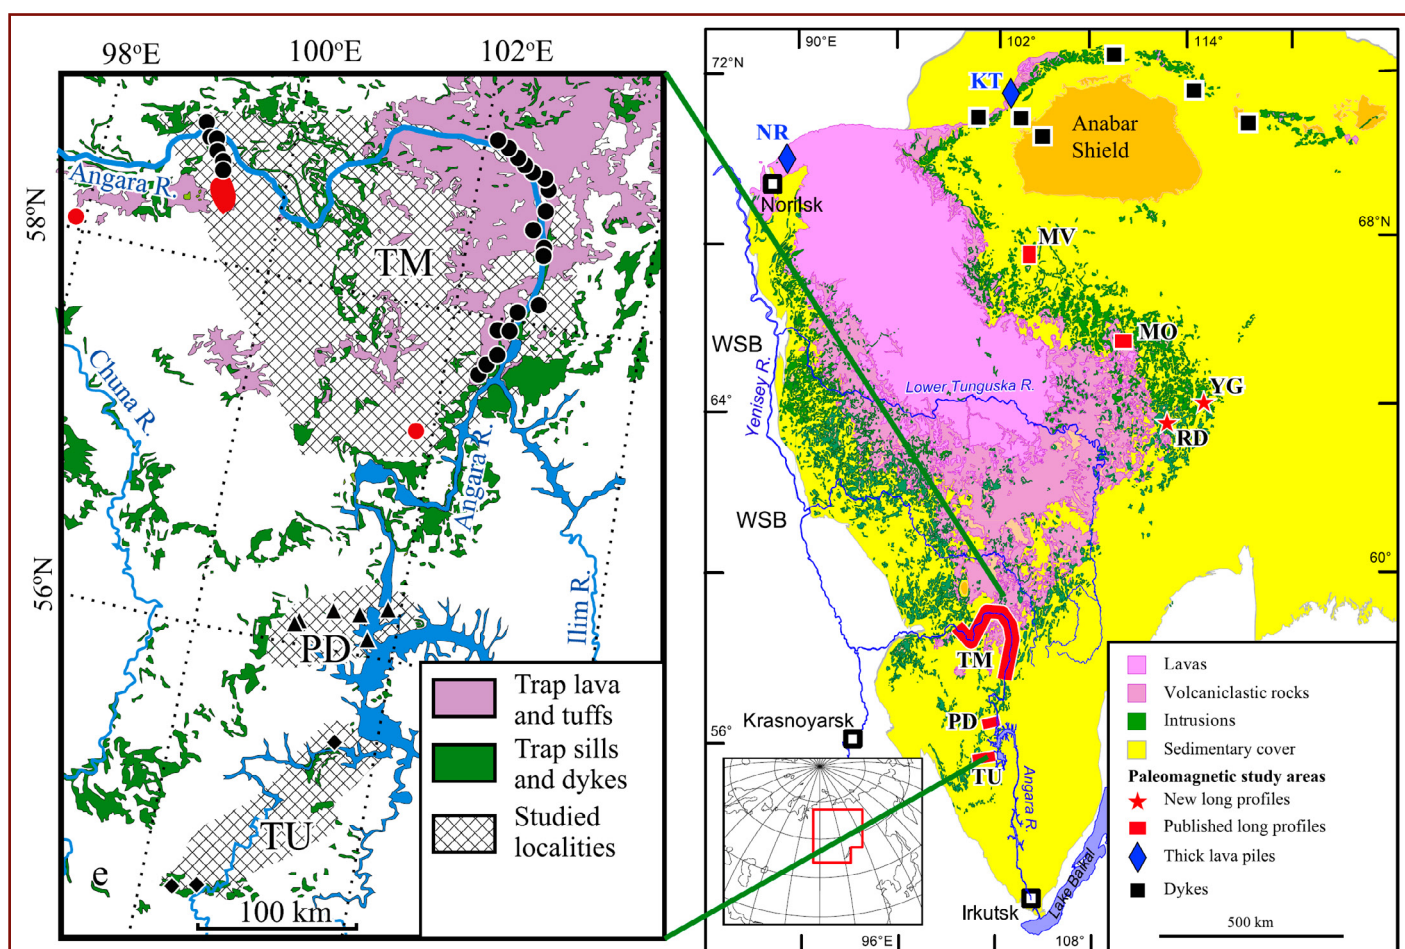 98°E
100°E
102°E
58°N
56°N
Angara R.
TM
Chuna R.
Angara R.
Ilim R.
PD
TU
e
100 km
Trap lava
and tuffs
Trap sills
and dykes
Studied
localities
90°E
102°
114°
72°N
68°N
64°
60°
56°
96°E
108°
KT
NR
Anabar
Shield
Norilsk
MV
MO
YG
RD
WSB
Yenisey R.
Lower Tunguska R.
WSB
TM
Krasnoyarsk
PD
TU
Angara R.
Irkutsk
Lake Baikal
Lavas
Volcaniclastic rocks
Intrusions
Sedimentary cover
Paleomagnetic study areas
New long profiles
Published long profiles
Thick lava piles
Dykes
500 km